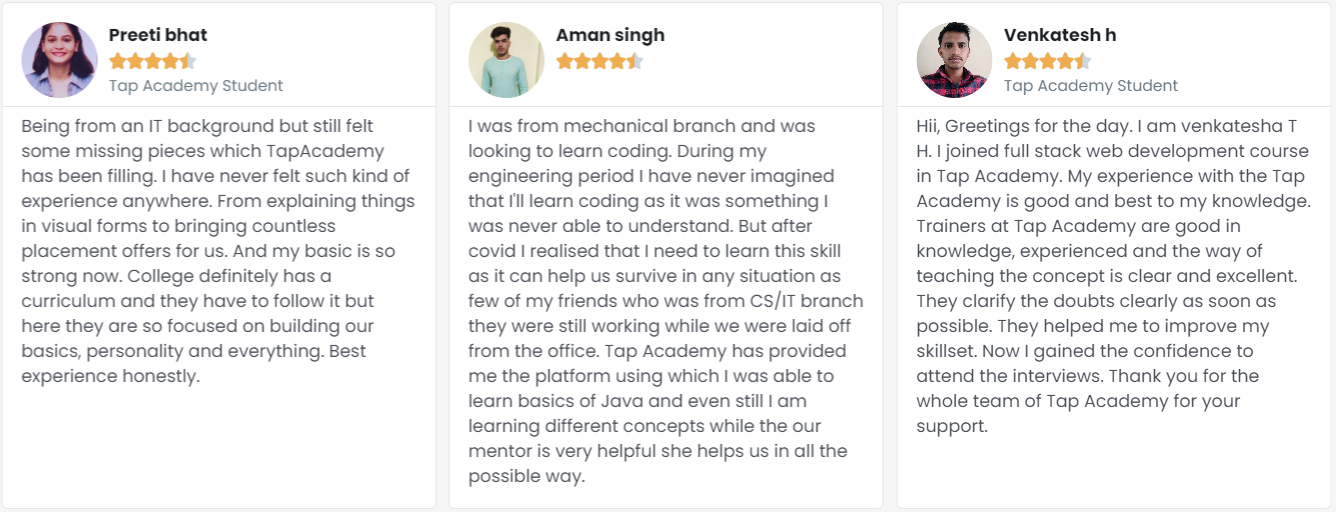 Preeti bhat
Tap Academy Student
Being from an IT background but still felt
some missing pieces which TapAcademy
has been filling. I have never felt such kind of
experience anywhere. From explaining things
in visual forms to bringing countless
placement offers for us. And my basic is so
strong now. College definitely has a
curriculum and they have to follow it but
here they are so focused on building our
basics, personality and everything. Best
experience honestly.
Aman singh
I was from mechanical branch and was
looking to learn coding. During my
engineering period I have never imagined
that I'll learn coding as it was something I
was never able to understand. But after
covid I realised that I need to learn this skill
as it can help us survive in any situation as
few of my friends who was from CS/IT branch
they were still working while we were laid off
from the office. Tap Academy has provided
me the platform using which I was able to
learn basics of Java and even still I am
learning different concepts while the our
mentor is very helpful she helps us in all the
possible way.
Venkatesh h
Tap Academy Student
Hii, Greetings for the day. I am venkatesha T
H. I joined full stack web development course
in Tap Academy. My experience with the Tap
Academy is good and best to my knowledge.
Trainers at Tap Academy are good in
knowledge, experienced and the way of
teaching the concept is clear and excellent.
They clarify the doubts clearly as soon as
possible. They helped me to improve my
skillset. Now I gained the confidence to
attend the interviews. Thank you for the
whole team of Tap Academy for your
support.